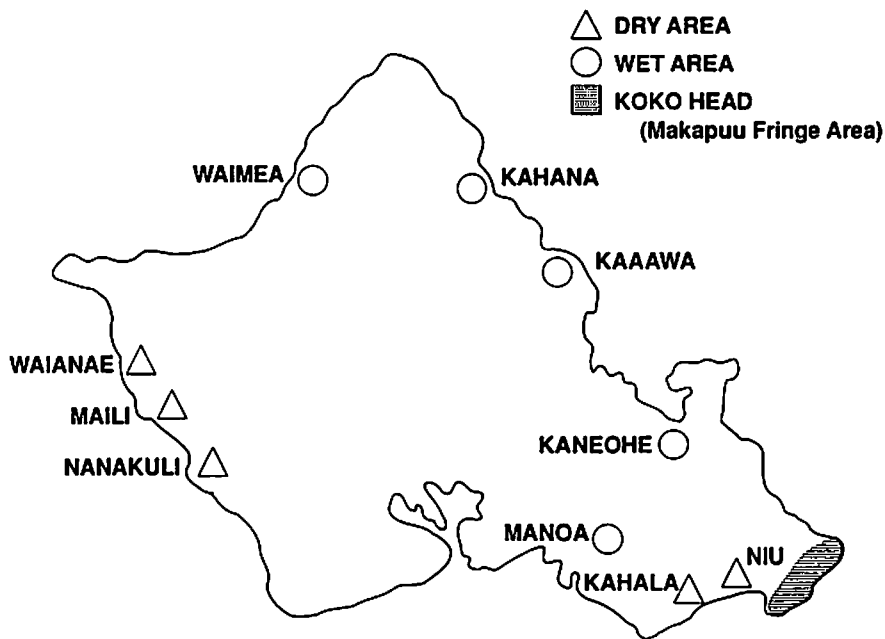 DRY AREA
WET AREA
KOKO HEAD
(Makapuu Fringe Area)
WAIMEA
KAHANA
KAAAWA
WAIANAE
MAILI
NANAKULI
KANEOHE
MANOA
NIU
KAHALA